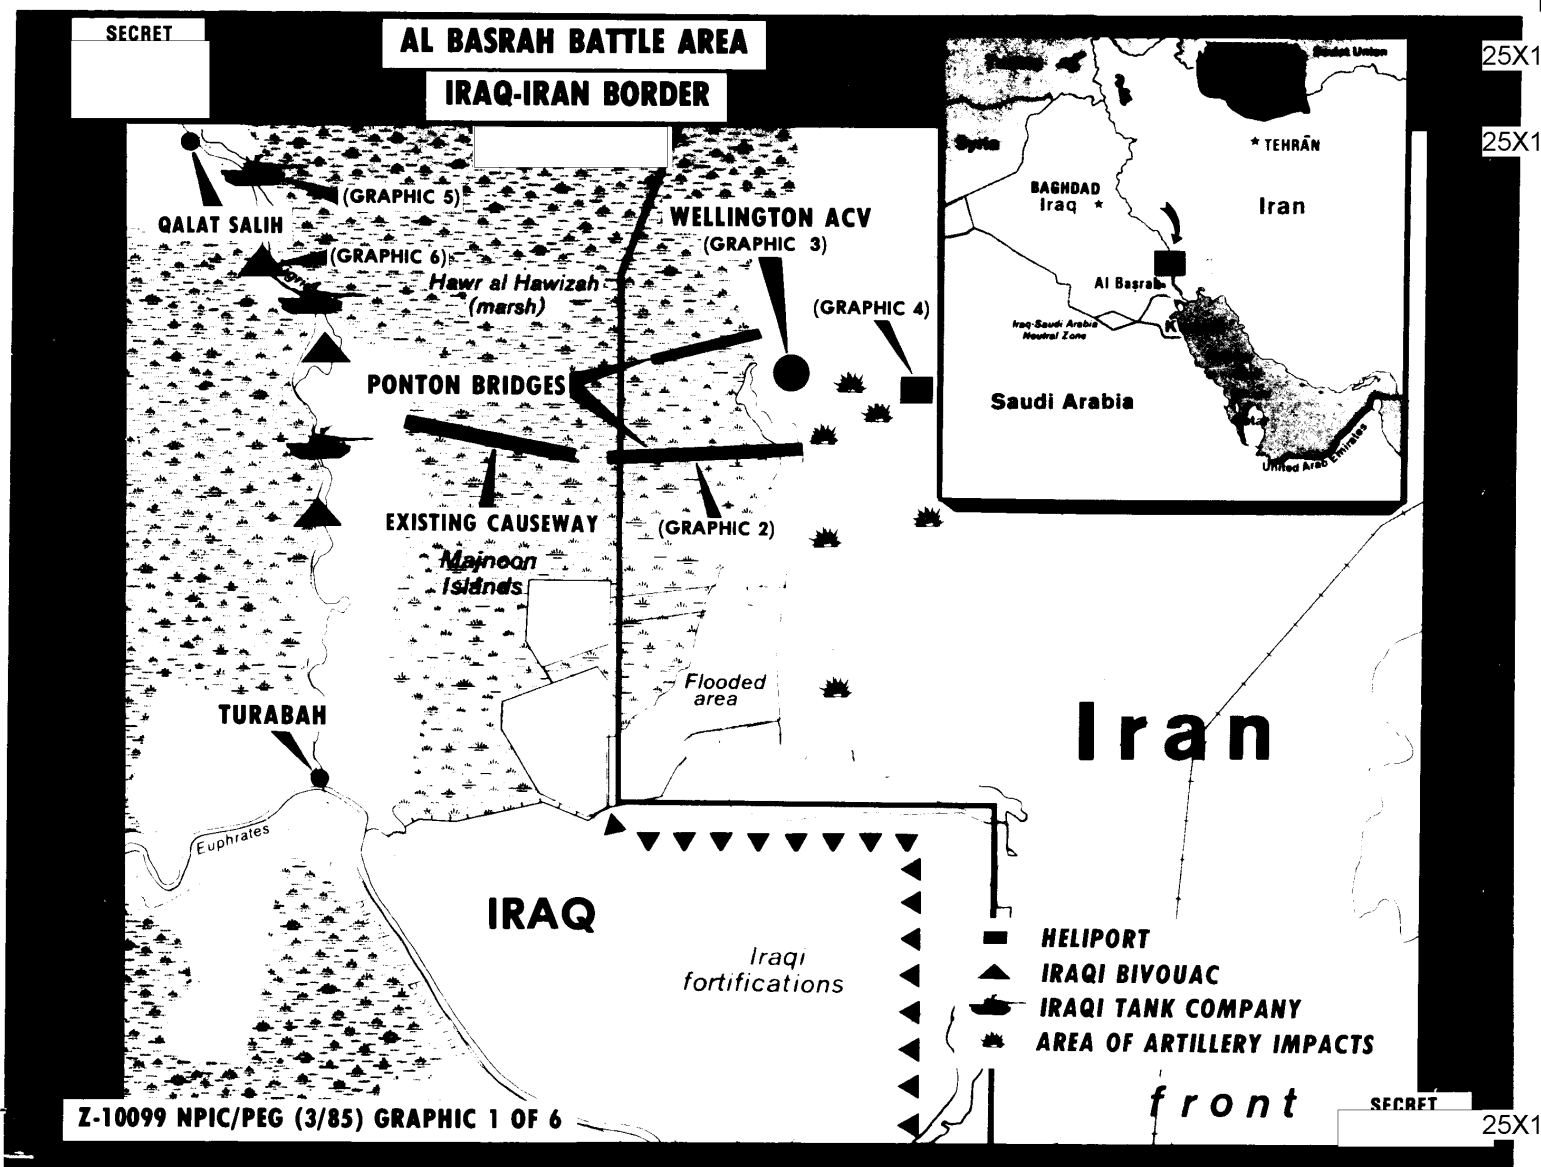 SECRET
AL BASRAH BATTLE AREA
IRAQ-IRAN BORDER
25X1
25X1
Soviet Union
Syria
TEHRĀN
BAGHDAD
Iraq
Iran
Al Başrah
Iraq-Saudi Arabia
Neutral Zone
Saudi Arabia
United Arab Emirates
QALAT SALIH
(GRAPHIC 5)
(GRAPHIC 6)
Hawr al Hawizah
(marsh)
WELLINGTON ACV
(GRAPHIC 3)
(GRAPHIC 4)
PONTON BRIDGES
EXISTING CAUSEWAY
(GRAPHIC 2)
Majnoon
Islands
Flooded
area
TURABAH
Euphrates
Iran
IRAQ
Iraqi
fortifications
HELIPORT
IRAQI BIVOUAC
IRAQI TANK COMPANY
AREA OF ARTILLERY IMPACTS
front
Z-10099 NPIC/PEG (3/85) GRAPHIC 1 OF 6
SECRET
25X1